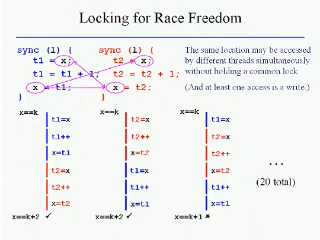 Locking for Race Freedom
sync (l) {
t1 = x;
t1 = t1 + 1;
x = t1;
}
sync (l) {
t2 = x;
t2 = t2 + 1;
x = t2;
}
The same location may be accessed
by different threads simultaneously
without holding a common lock
(And at least one access is a write.)
x==k
t1=x
t1++
x=t1
t2=x
t2++
x=t2
x==k+2 ✓
x==k
t2=x
t2++
x=t2
t1=x
t1++
x=t1
x==k+2 ✓
x==k
t1=x
t2=x
t2++
x=t2
t1++
x=t1
x==k+1 ✖
...
(20 total)